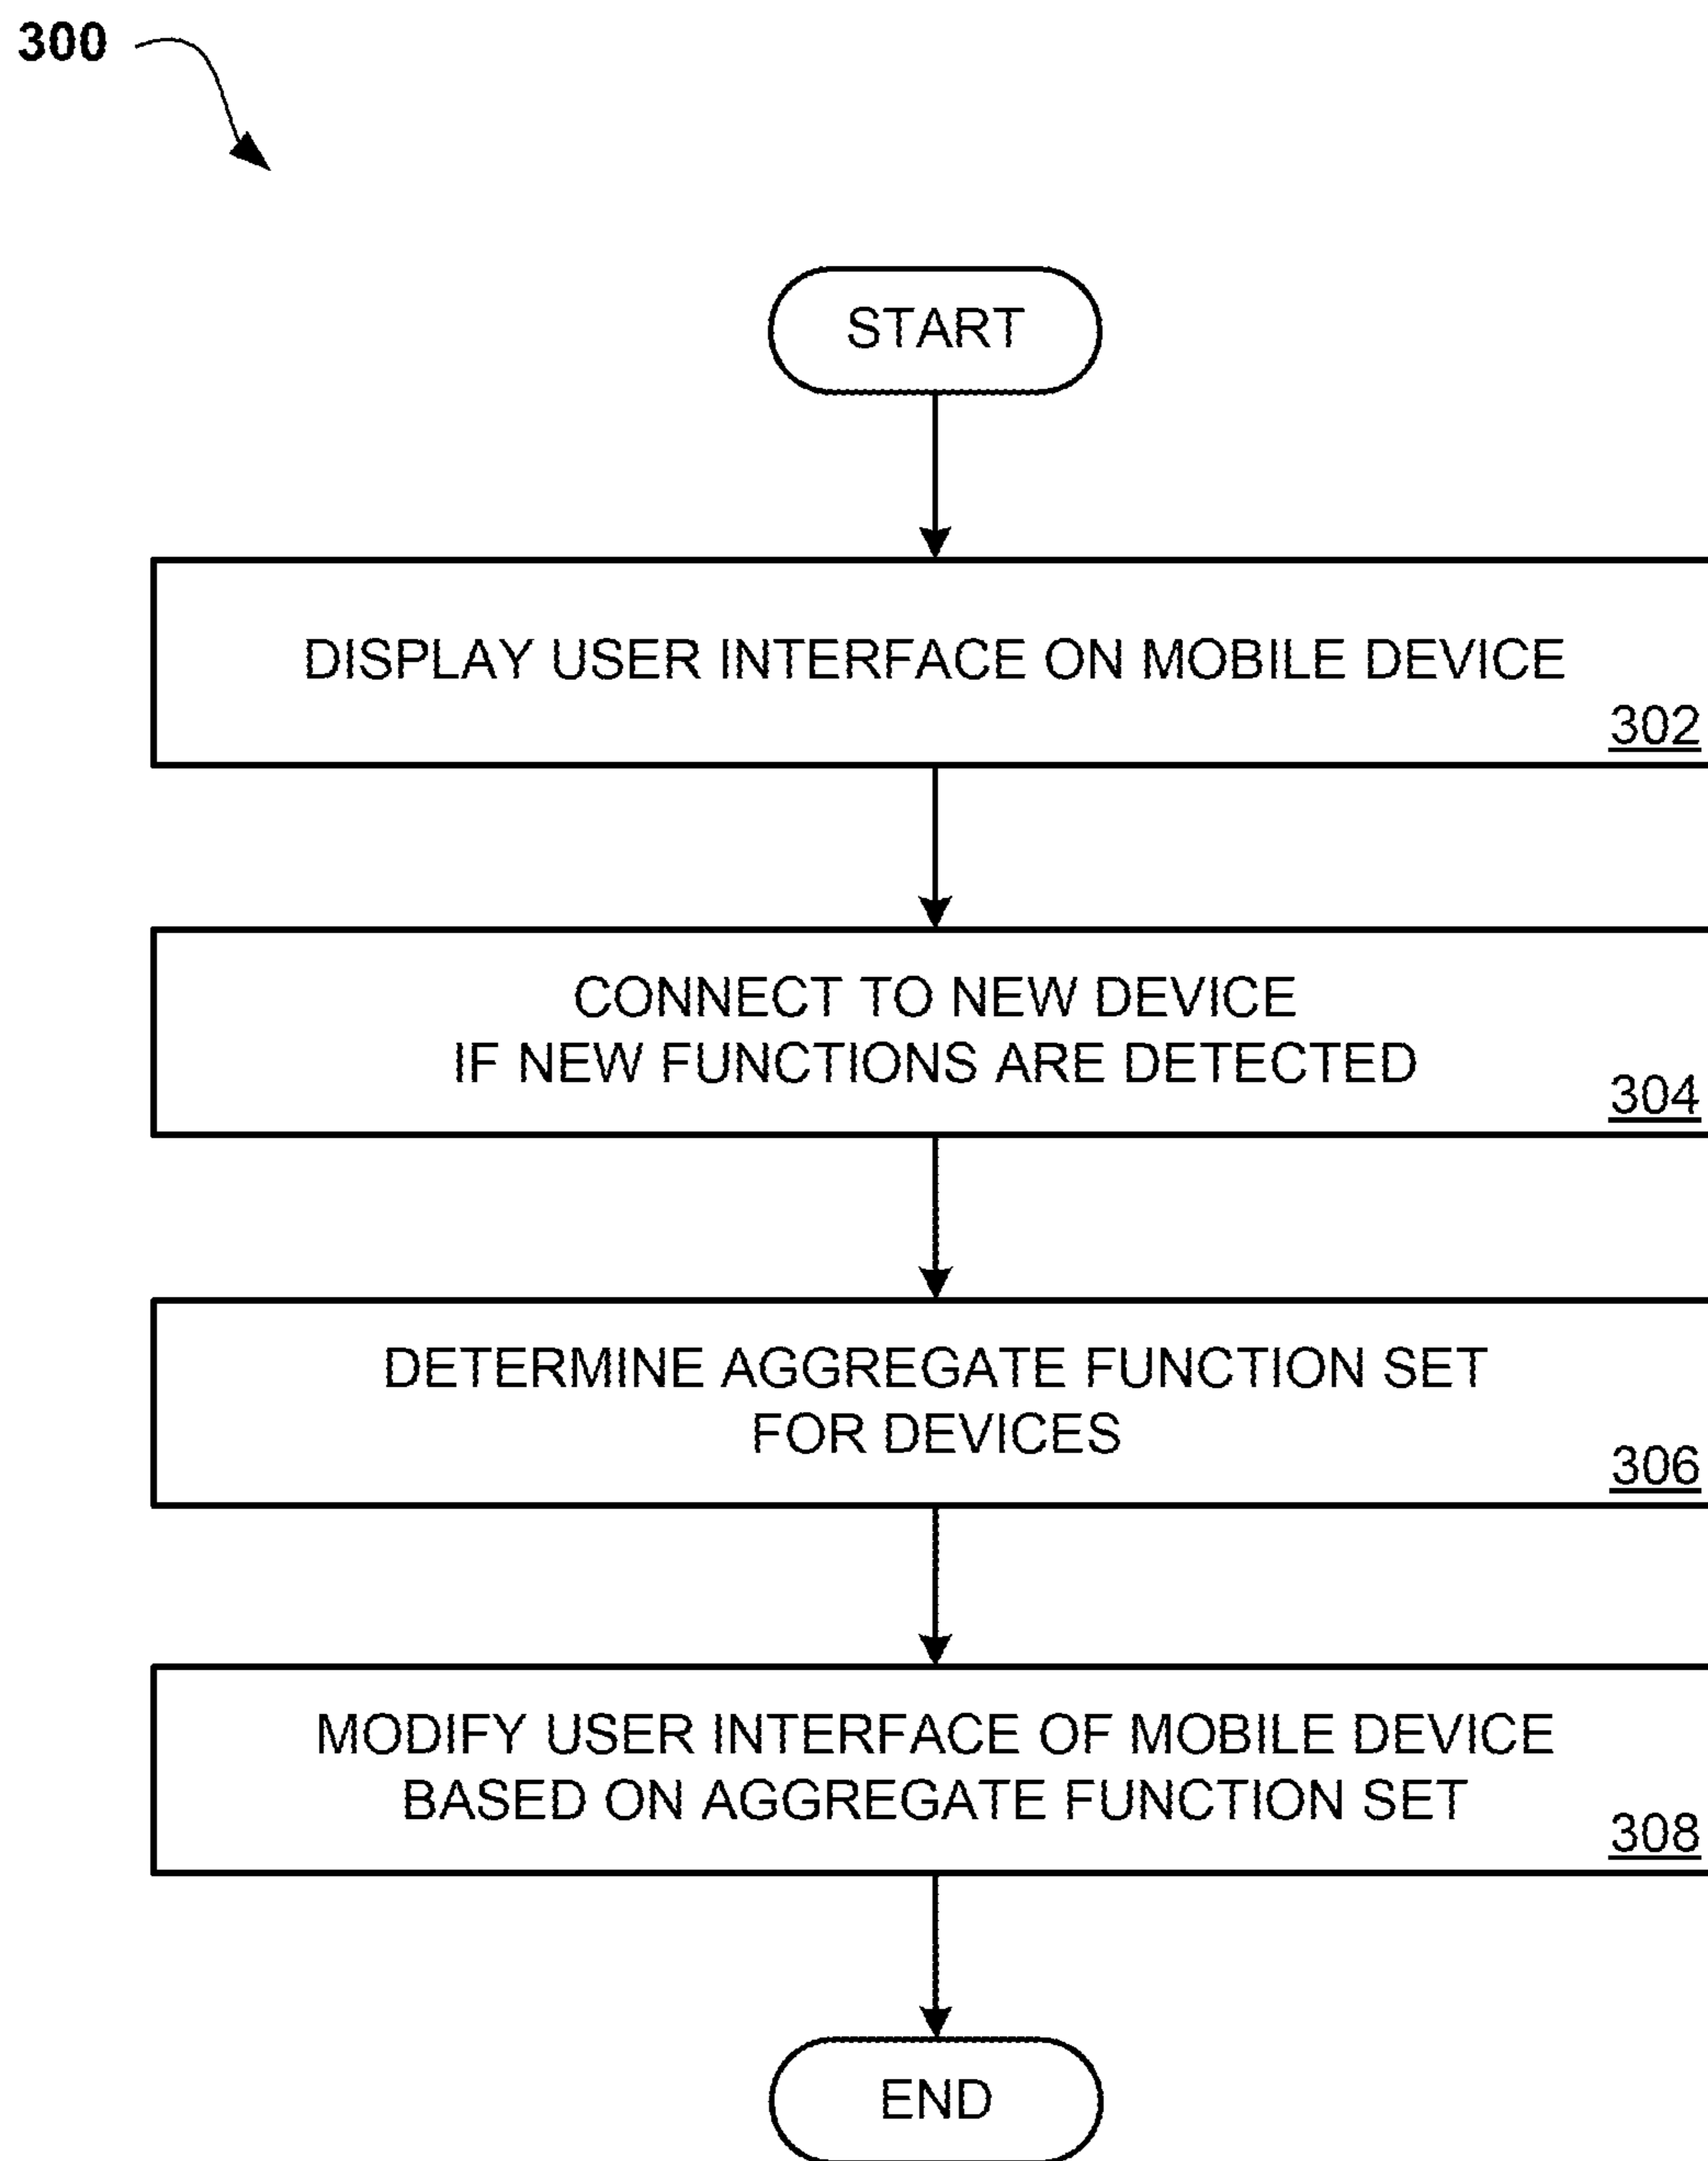 300
START
DISPLAY USER INTERFACE ON MOBILE DEVICE
302
CONNECT TO NEW DEVICE
IF NEW FUNCTIONS ARE DETECTED
304
DETERMINE AGGREGATE FUNCTION SET
FOR DEVICES
306
MODIFY USER INTERFACE OF MOBILE DEVICE
BASED ON AGGREGATE FUNCTION SET
308
END